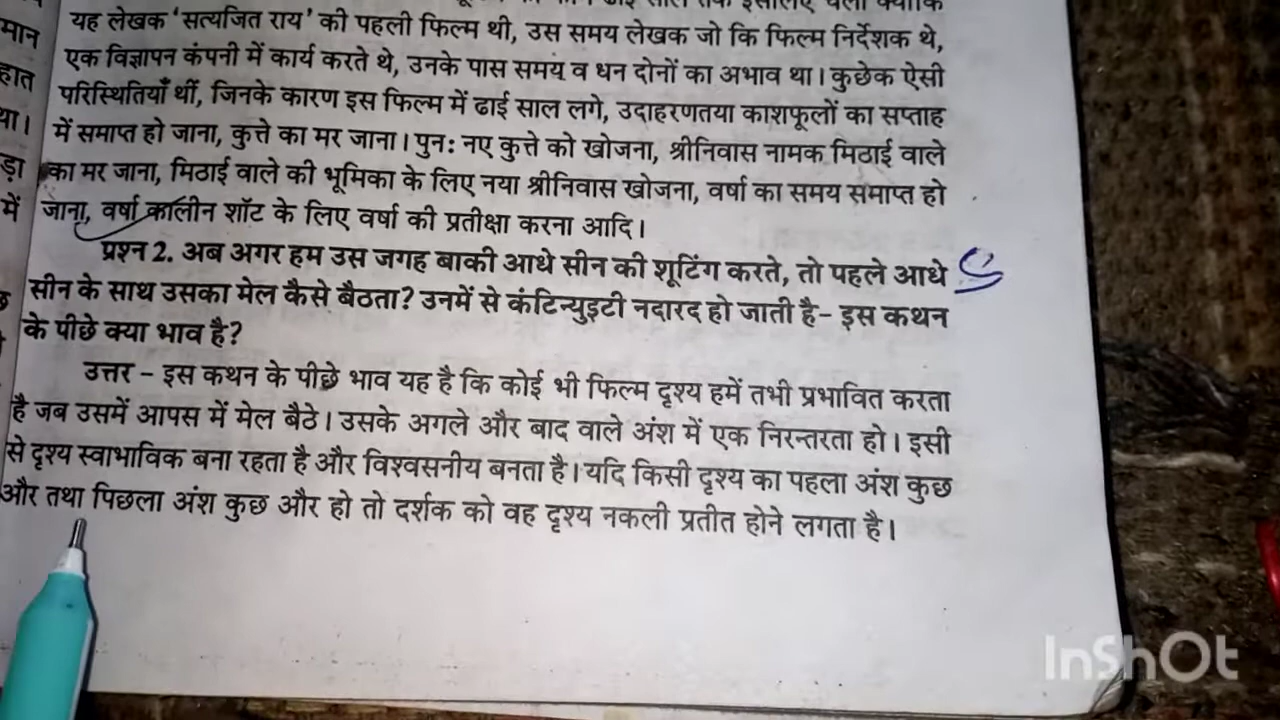 यह लेखक 'सत्यजित राय' की पहली फिल्म थी, उस समय लेखक जो कि फिल्म निर्देशक थे,
एक विज्ञापन कंपनी में कार्य करते थे, उनके पास समय व धन दोनों का अभाव था। कुछेक ऐसी
परिस्थितियाँ थीं, जिनके कारण इस फिल्म में ढाई साल लगे, उदाहरणतया काशफूलों का सप्ताह
में समाप्त हो जाना, कुत्ते का मर जाना। पुनः नए कुत्ते को खोजना, श्रीनिवास नामक मिठाई वाले
का मर जाना, मिठाई वाले की भूमिका के लिए नया श्रीनिवास खोजना, वर्षा का समय समाप्त हो
जाना, वर्षा कालीन शॉट के लिए वर्षा की प्रतीक्षा करना आदि।
प्रश्न 2. अब अगर हम उस जगह बाकी आधे सीन की शूटिंग करते, तो पहले आधे
सीन के साथ उसका मेल कैसे बैठता? उनमें से कंटिन्युइटी नदारद हो जाती है- इस कथन
के पीछे क्या भाव है?
उत्तर – इस कथन के पीछे भाव यह है कि कोई भी फिल्म दृश्य हमें तभी प्रभावित करता
है जब उसमें आपस में मेल बैठे। उसके अगले और बाद वाले अंश में एक निरन्तरता हो। इसी
से दृश्य स्वाभाविक बना रहता है और विश्वसनीय बनता है। यदि किसी दृश्य का पहला अंश कुछ
और तथा पिछला अंश कुछ और हो तो दर्शक को वह दृश्य नकली प्रतीत होने लगता है।
मान
हात
था।
ड़ा
में
InShOt